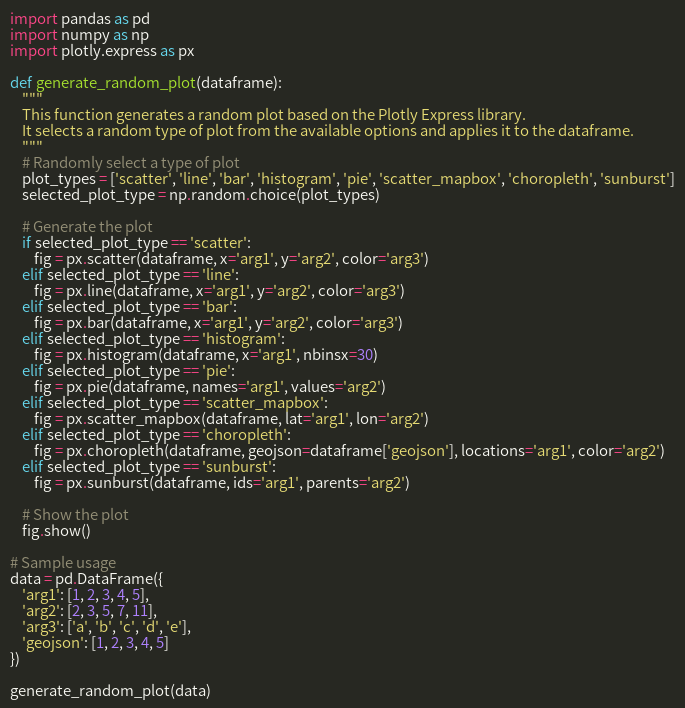 import pandas as pd
import numpy as np
import plotly.express as px

def generate_random_plot(dataframe):
    """
    This function generates a random plot based on the Plotly Express library.
    It selects a random type of plot from the available options and applies it to the dataframe.
    """
    # Randomly select a type of plot
    plot_types = ['scatter', 'line', 'bar', 'histogram', 'pie', 'scatter_mapbox', 'choropleth', 'sunburst']
    selected_plot_type = np.random.choice(plot_types)

    # Generate the plot
    if selected_plot_type == 'scatter':
        fig = px.scatter(dataframe, x='arg1', y='arg2', color='arg3')
    elif selected_plot_type == 'line':
        fig = px.line(dataframe, x='arg1', y='arg2', color='arg3')
    elif selected_plot_type == 'bar':
        fig = px.bar(dataframe, x='arg1', y='arg2', color='arg3')
    elif selected_plot_type == 'histogram':
        fig = px.histogram(dataframe, x='arg1', nbinsx=30)
    elif selected_plot_type == 'pie':
        fig = px.pie(dataframe, names='arg1', values='arg2')
    elif selected_plot_type == 'scatter_mapbox':
        fig = px.scatter_mapbox(dataframe, lat='arg1', lon='arg2')
    elif selected_plot_type == 'choropleth':
        fig = px.choropleth(dataframe, geojson=dataframe['geojson'], locations='arg1', color='arg2')
    elif selected_plot_type == 'sunburst':
        fig = px.sunburst(dataframe, ids='arg1', parents='arg2')

    # Show the plot
    fig.show()

# Sample usage
data = pd.DataFrame({
    'arg1': [1, 2, 3, 4, 5],
    'arg2': [2, 3, 5, 7, 11],
    'arg3': ['a', 'b', 'c', 'd', 'e'],
    'geojson': [1, 2, 3, 4, 5]
})

generate_random_plot(data)